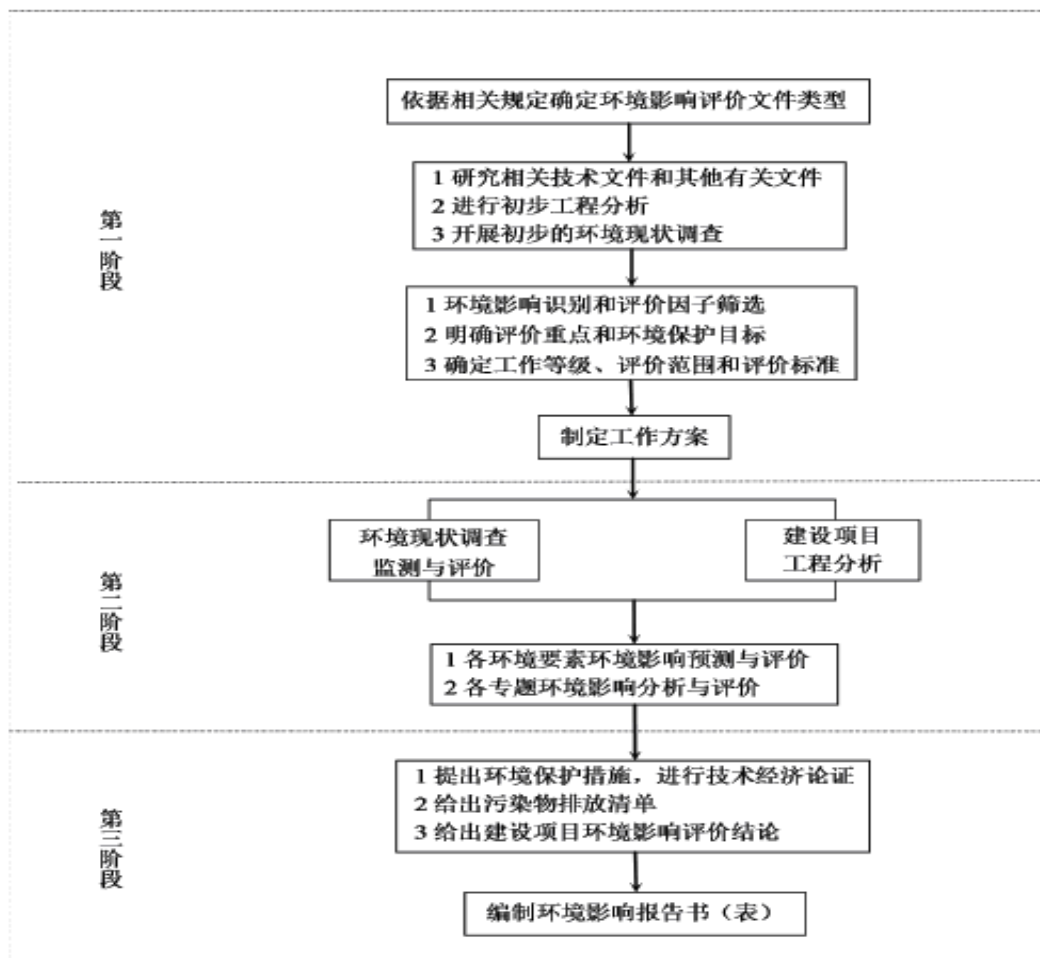 第一阶段
依据相关规定确定环境影响评价文件类型
1 研究相关技术文件和其他有关文件
2 进行初步工程分析
3 开展初步的环境现状调查
1 环境影响识别和评价因子筛选
2 明确评价重点和环境保护目标
3 确定工作等级、评价范围和评价标准
制定工作方案
第二阶段
环境现状调查
监测与评价
建设项目
工程分析
1 各环境要素环境影响预测与评价
2 各专题环境影响分析与评价
第三阶段
1 提出环境保护措施，进行技术经济论证
2 给出污染物排放清单
3 给出建设项目环境影响评价结论
编制环境影响报告书（表）